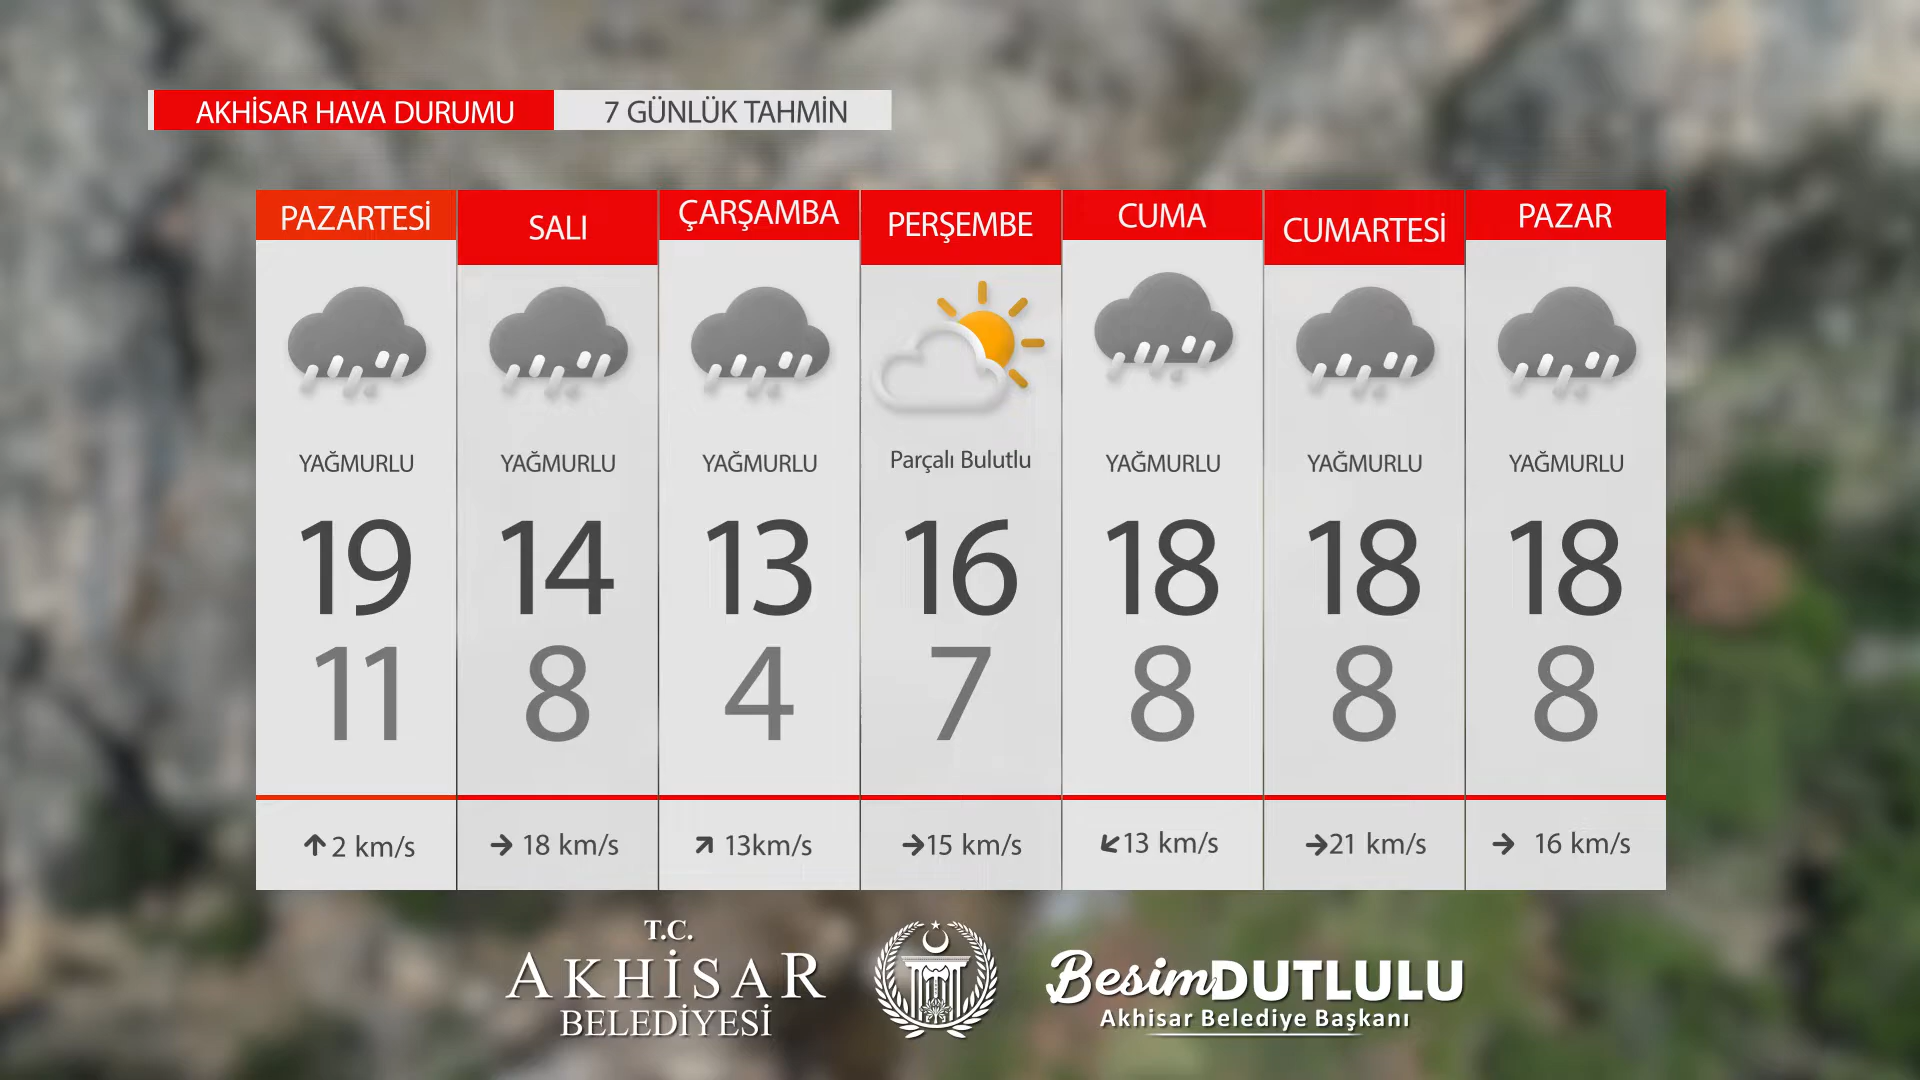 AKHİSAR HAVA DURUMU 7 GÜNLÜK TAHMİN
PAZARTESİ SALI ÇARŞAMBA PERŞEMBE CUMA CUMARTESİ PAZAR
YAĞMURLU YAĞMURLU YAĞMURLU Parçalı Bulutlu YAĞMURLU YAĞMURLU YAĞMURLU
19 14 13 16 18 18 18
11 8 4 7 8 8 8
2 km/s 18 km/s 13km/s 15 km/s 13 km/s 21 km/s 16 km/s
T.C.
AKHİSAR
BELEDİYESİ
Besim DUTLULU
Akhisar Belediye Başkanı